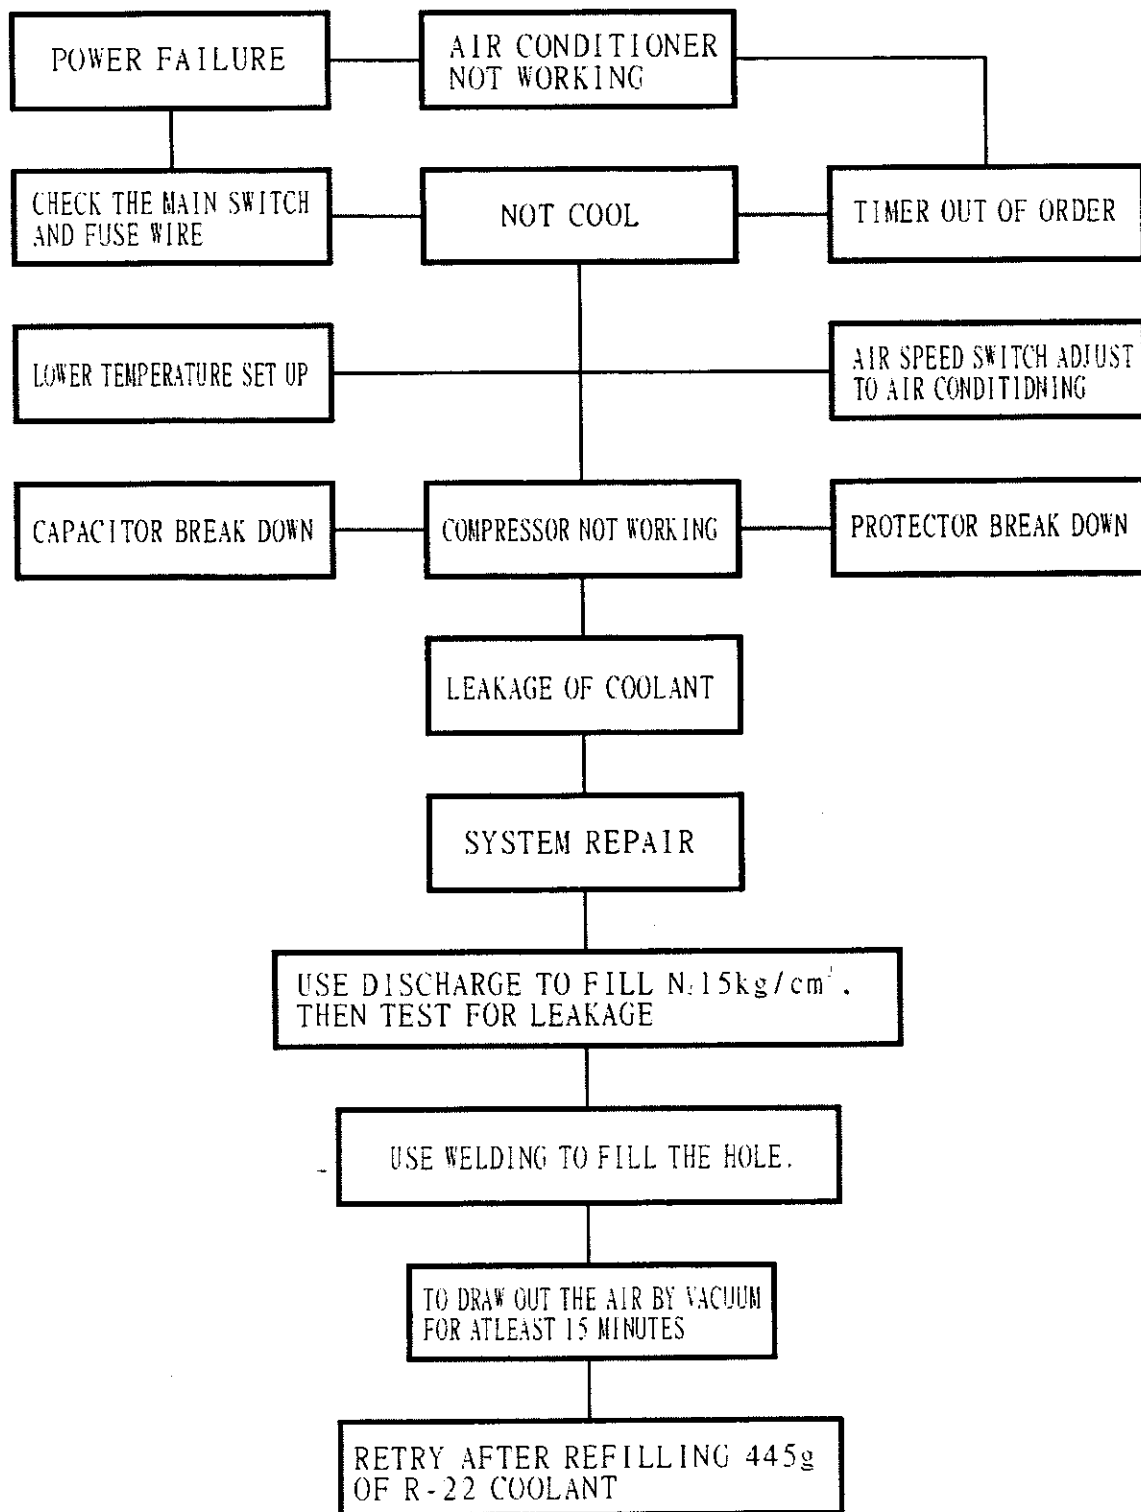 POWER FAILURE
AIR CONDITIONER
NOT WORKING
CHECK THE MAIN SWITCH
AND FUSE WIRE
NOT COOL
TIMER OUT OF ORDER
LOWER TEMPERATURE SET UP
AIR SPEED SWITCH ADJUST
TO AIR CONDITIDNING
CAPACITOR BREAK DOWN
COMPRESSOR NOT WORKING
PROTECTOR BREAK DOWN
LEAKAGE OF COOLANT
SYSTEM REPAIR
USE DISCHARGE TO FILL N₂15kg/cm².
THEN TEST FOR LEAKAGE
USE WELDING TO FILL THE HOLE.
TO DRAW OUT THE AIR BY VACUUM
FOR ATLEAST 15 MINUTES
RETRY AFTER REFILLING 445g
OF R-22 COOLANT